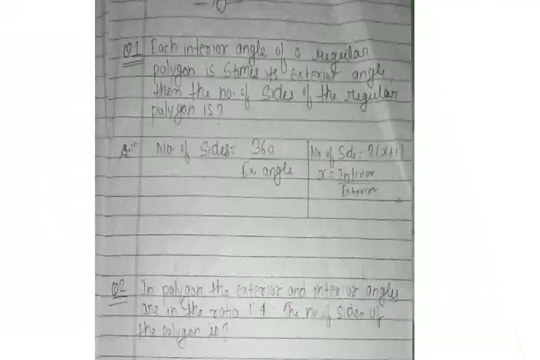 Q1 Each interior angle of a regular
polygon is 5 times its exterior angle,
then the no. of sides of the regular
polygon is?
No. of Sides = 360
Ex angle
No of Side = 2(x+1)
x = Interior
Exterior
Q2 In polygon the exterior and interior angles
are in the ratio 1:4. The no. of sides of
the polygon is?